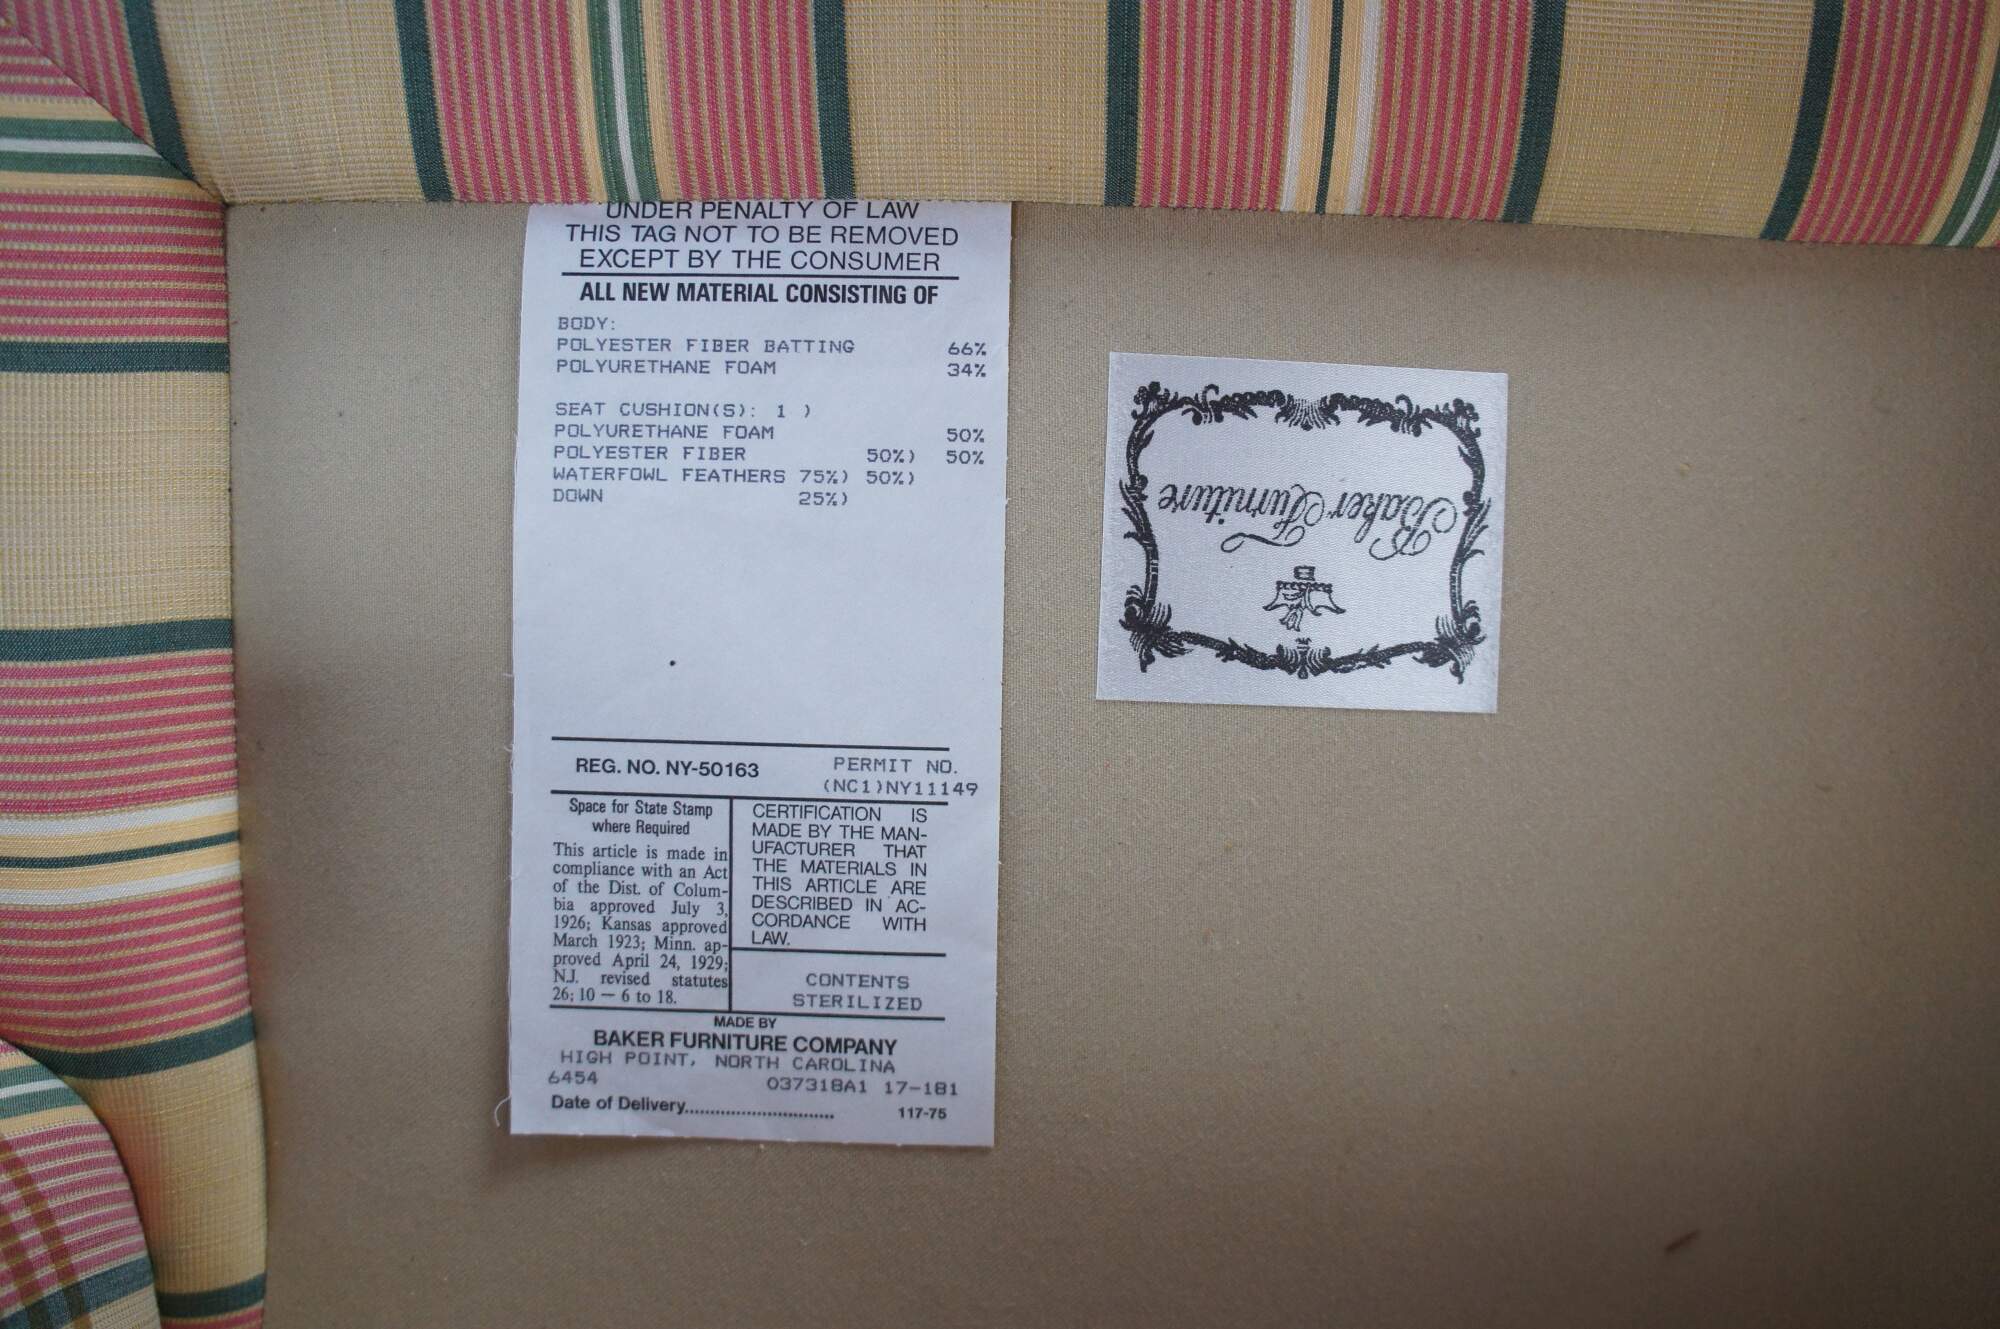 UNDER PENALTY OF LAW
THIS TAG NOT TO BE REMOVED
EXCEPT BY THE CONSUMER
ALL NEW MATERIAL CONSISTING OF
BODY:
POLYESTER FIBER BATTING 66%
POLYURETHANE FOAM 34%
SEAT CUSHION(S): 1 )
POLYURETHANE FOAM 50%
POLYESTER FIBER 50%) 50%
WATERFOWL FEATHERS 75%) 50%)
DOWN 25%)
REG. NO. NY-50163
PERMIT NO.
(NC1)NY11149
Space for State Stamp
where Required
This article is made in
compliance with an Act
of the Dist. of Colum-
bia approved July 3,
1926; Kansas approved
March 1923; Minn. ap-
proved April 24, 1929;
N.J. revised statutes
26; 10 — 6 to 18.
CERTIFICATION IS
MADE BY THE MAN-
UFACTURER THAT
THE MATERIALS IN
THIS ARTICLE ARE
DESCRIBED IN AC-
CORDANCE WITH
LAW.
CONTENTS
STERILIZED
MADE BY
BAKER FURNITURE COMPANY
HIGH POINT, NORTH CAROLINA
6454 037318A1 17-181
Date of Delivery.............................. 117-75
Baker Furniture